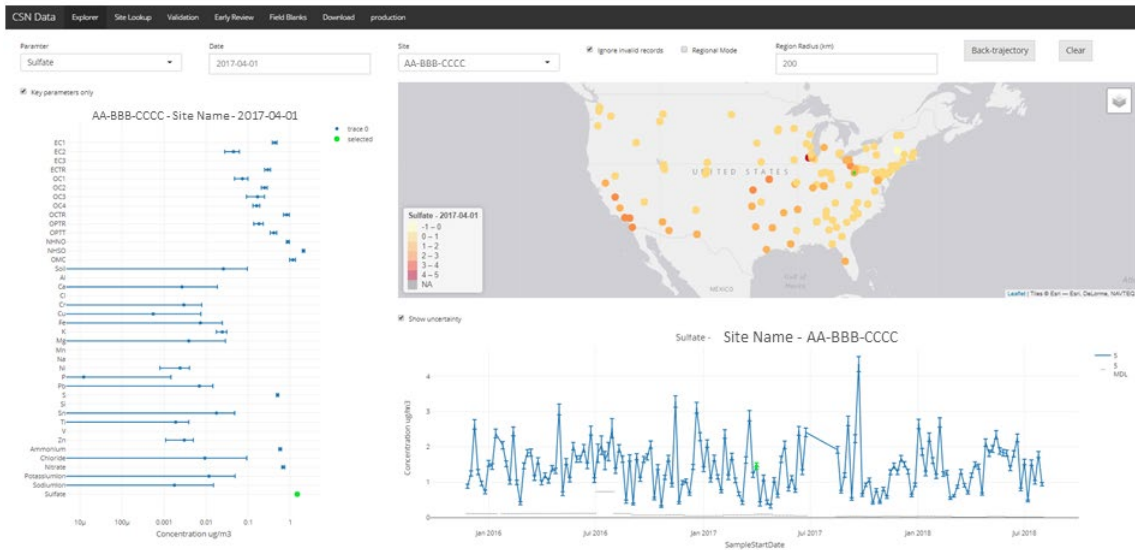 CSN Data Explorer Site Lookup Validation Early Review Field Blanks Download production
Paramter
Sulfate
Date
2017-04-01
Site
AA-BBB-CCCC
Ignore invalid records
Regional Mode
Region Radius (km)
200
Back-trajectory
Clear
Key parameters only
AA-BBB-CCCC - Site Name - 2017-04-01
trace 0
selected
EC1
EC2
EC3
ECTR
OC1
OC2
OC3
OC4
OCTR
OPTR
OPTT
NHNO
NHSO
OMC
Soil
Al
Ca
Cl
Cr
Cu
Fe
K
Mg
Mn
Na
Ni
P
Pb
S
Si
Sn
Ti
V
Zn
Ammonium
Chloride
Nitrate
PotassiumIon
SodiumIon
Sulfate
10μ 100μ 0.001 0.01 0.1 1
Concentration ug/m3
UNITED STATES
MEXICO
Gulf of
Mexico
Sulfate - 2017-04-01
-1 – 0
0 – 1
1 – 2
2 – 3
3 – 4
4 – 5
NA
Leaflet | Tiles © Esri — Esri, DeLorme, NAVTEQ
Show uncertainty
Sulfate - Site Name - AA-BBB-CCCC
S
S
MDL
Concentration ug/m3
4
3
2
1
0
Jan 2016 Jul 2016 Jan 2017 Jul 2017 Jan 2018 Jul 2018
SampleStartDate